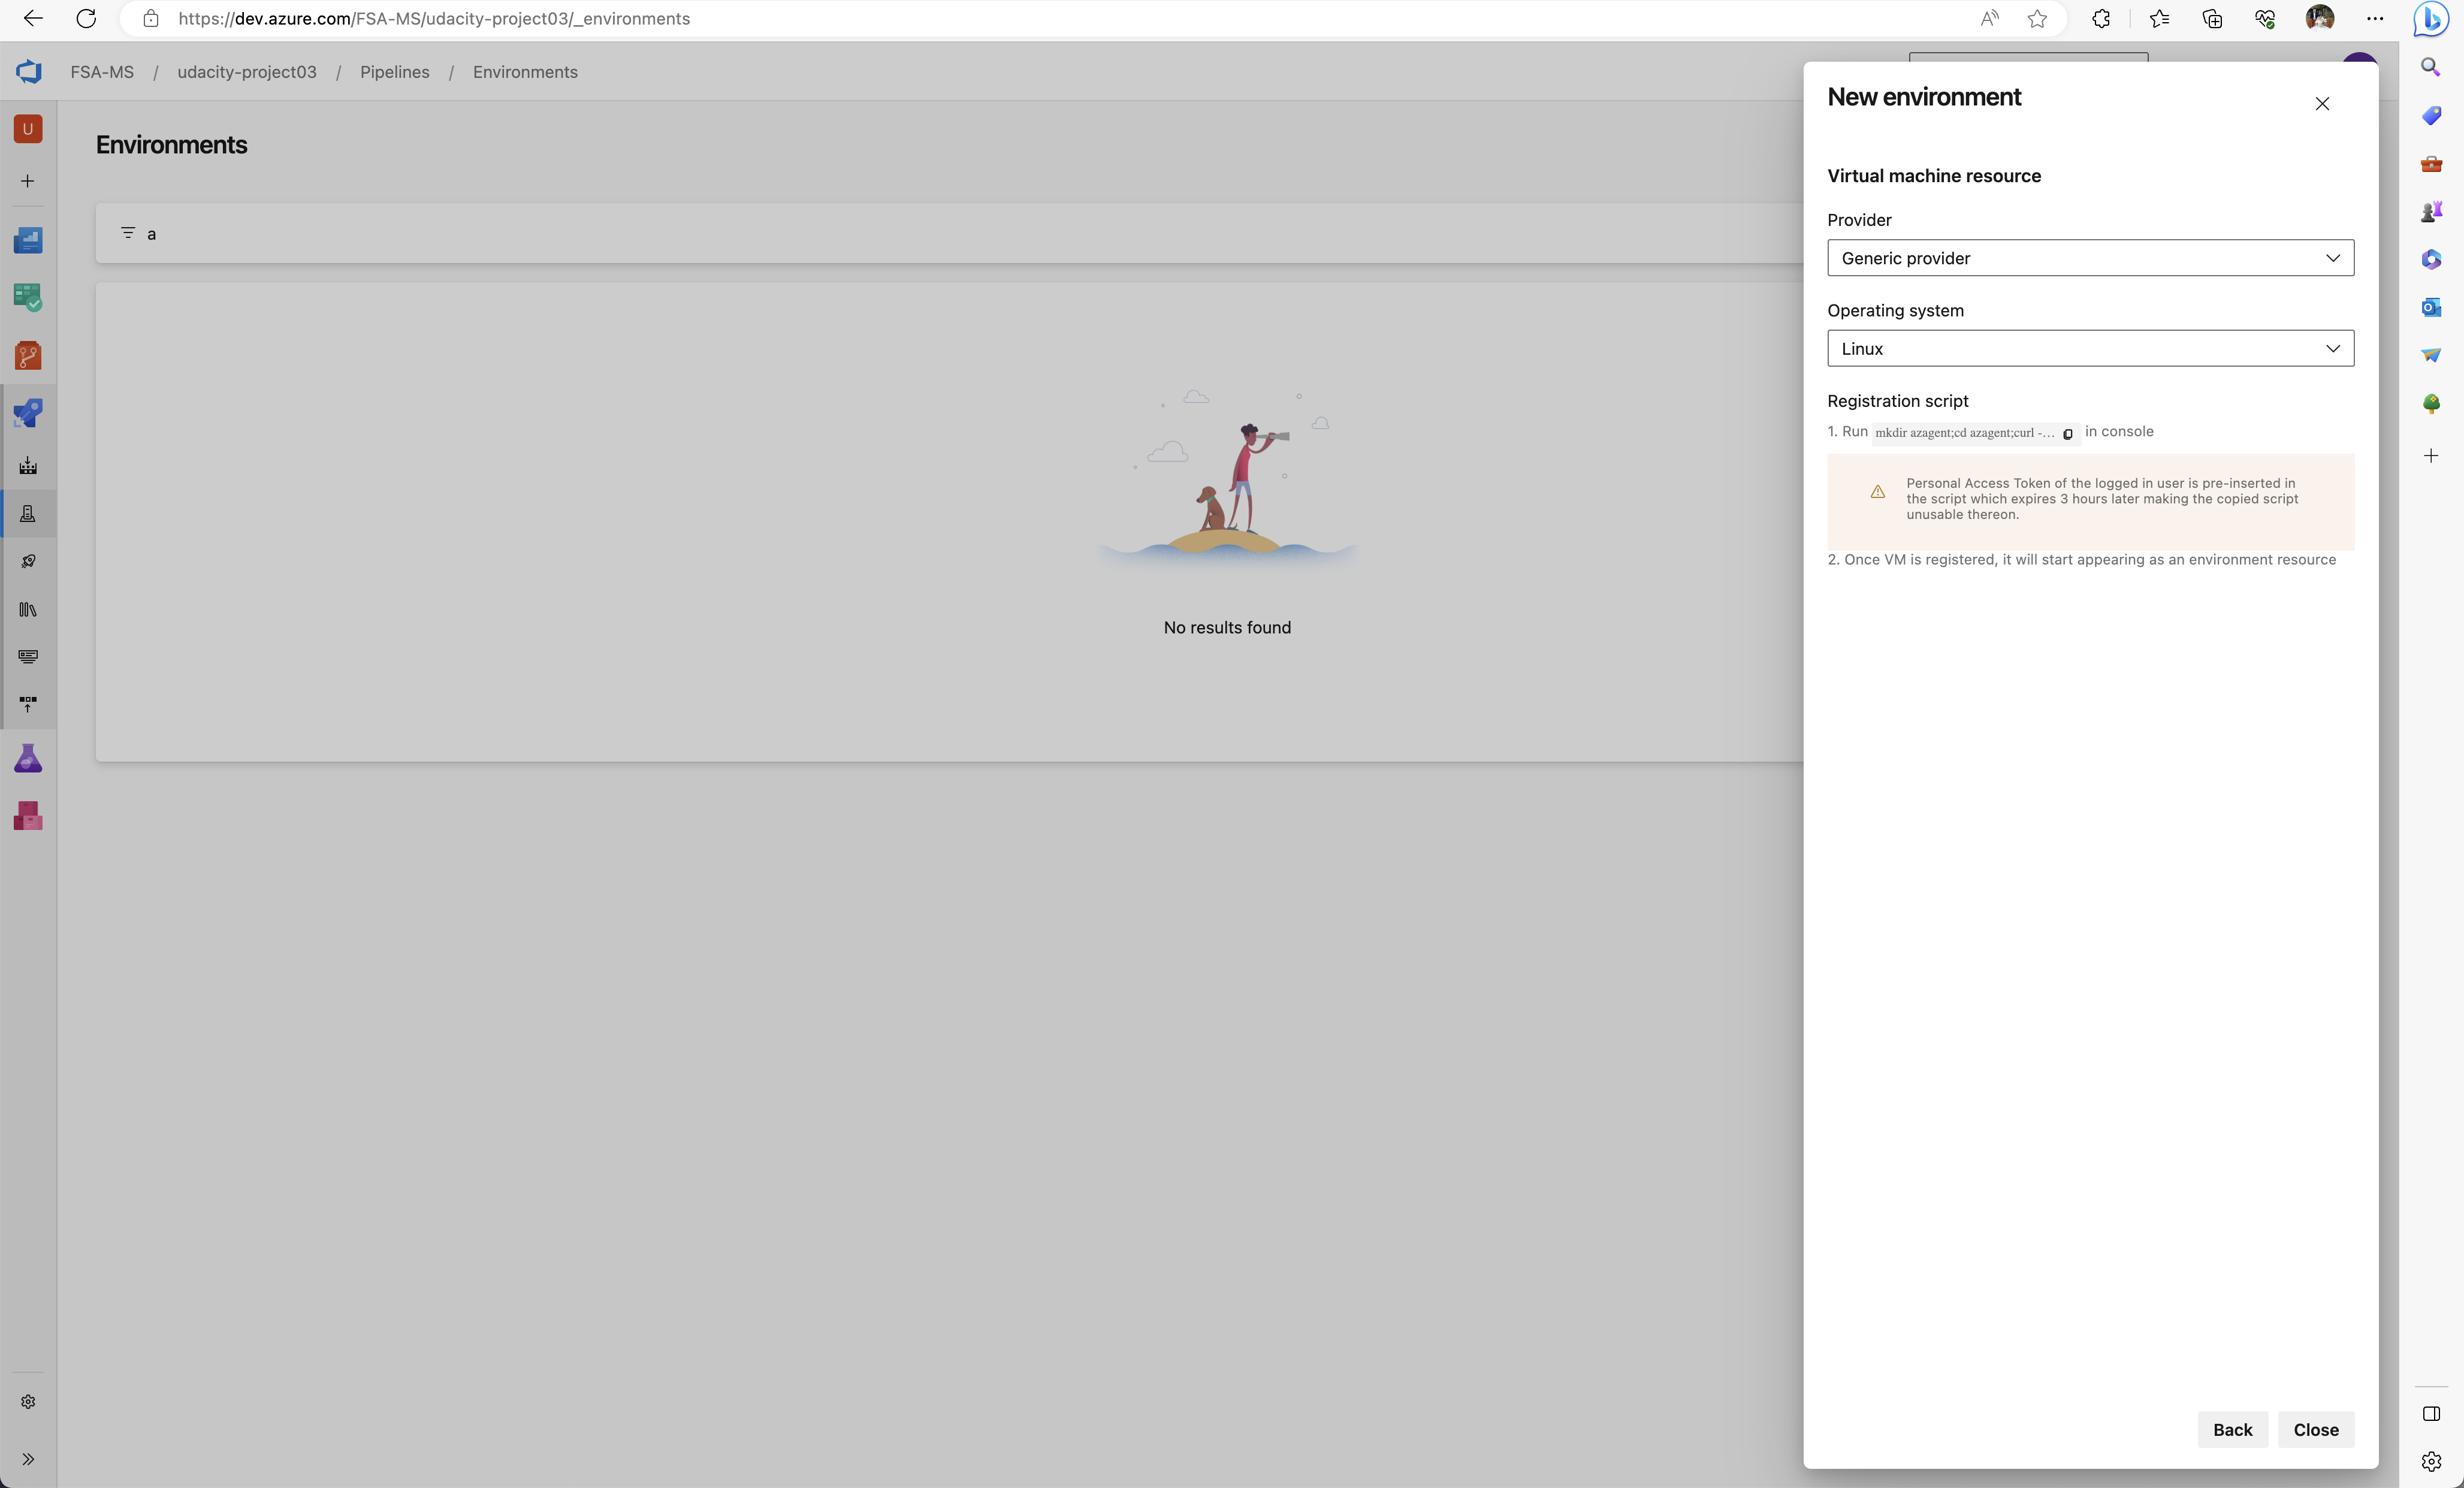 https://dev.azure.com/FSA-MS/udacity-project03/_environments
FSA-MS / udacity-project03 / Pipelines / Environments
U
Environments
a
No results found
New environment
Virtual machine resource
Provider
Generic provider
Operating system
Linux
Registration script
1. Run mkdir azagent;cd azagent;curl -... in console
Personal Access Token of the logged in user is pre-inserted in
the script which expires 3 hours later making the copied script
unusable thereon.
2. Once VM is registered, it will start appearing as an environment resource
Back Close